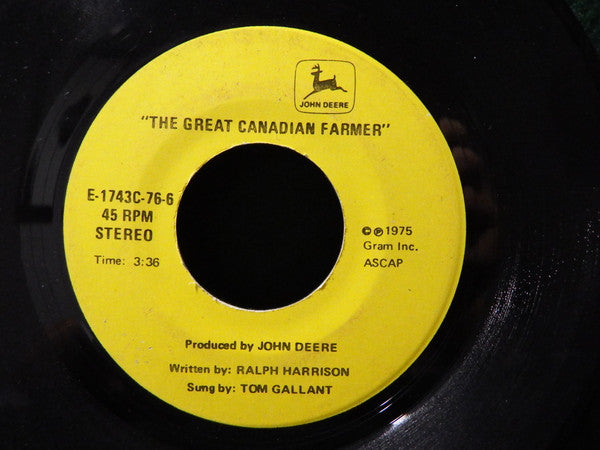 JOHN DEERE
"THE GREAT CANADIAN FARMER"
E-1743C-76-6
45 RPM
STEREO
Time: 3:36
©℗1975
Gram Inc.
ASCAP
Produced by JOHN DEERE
Written by: RALPH HARRISON
Sung by: TOM GALLANT